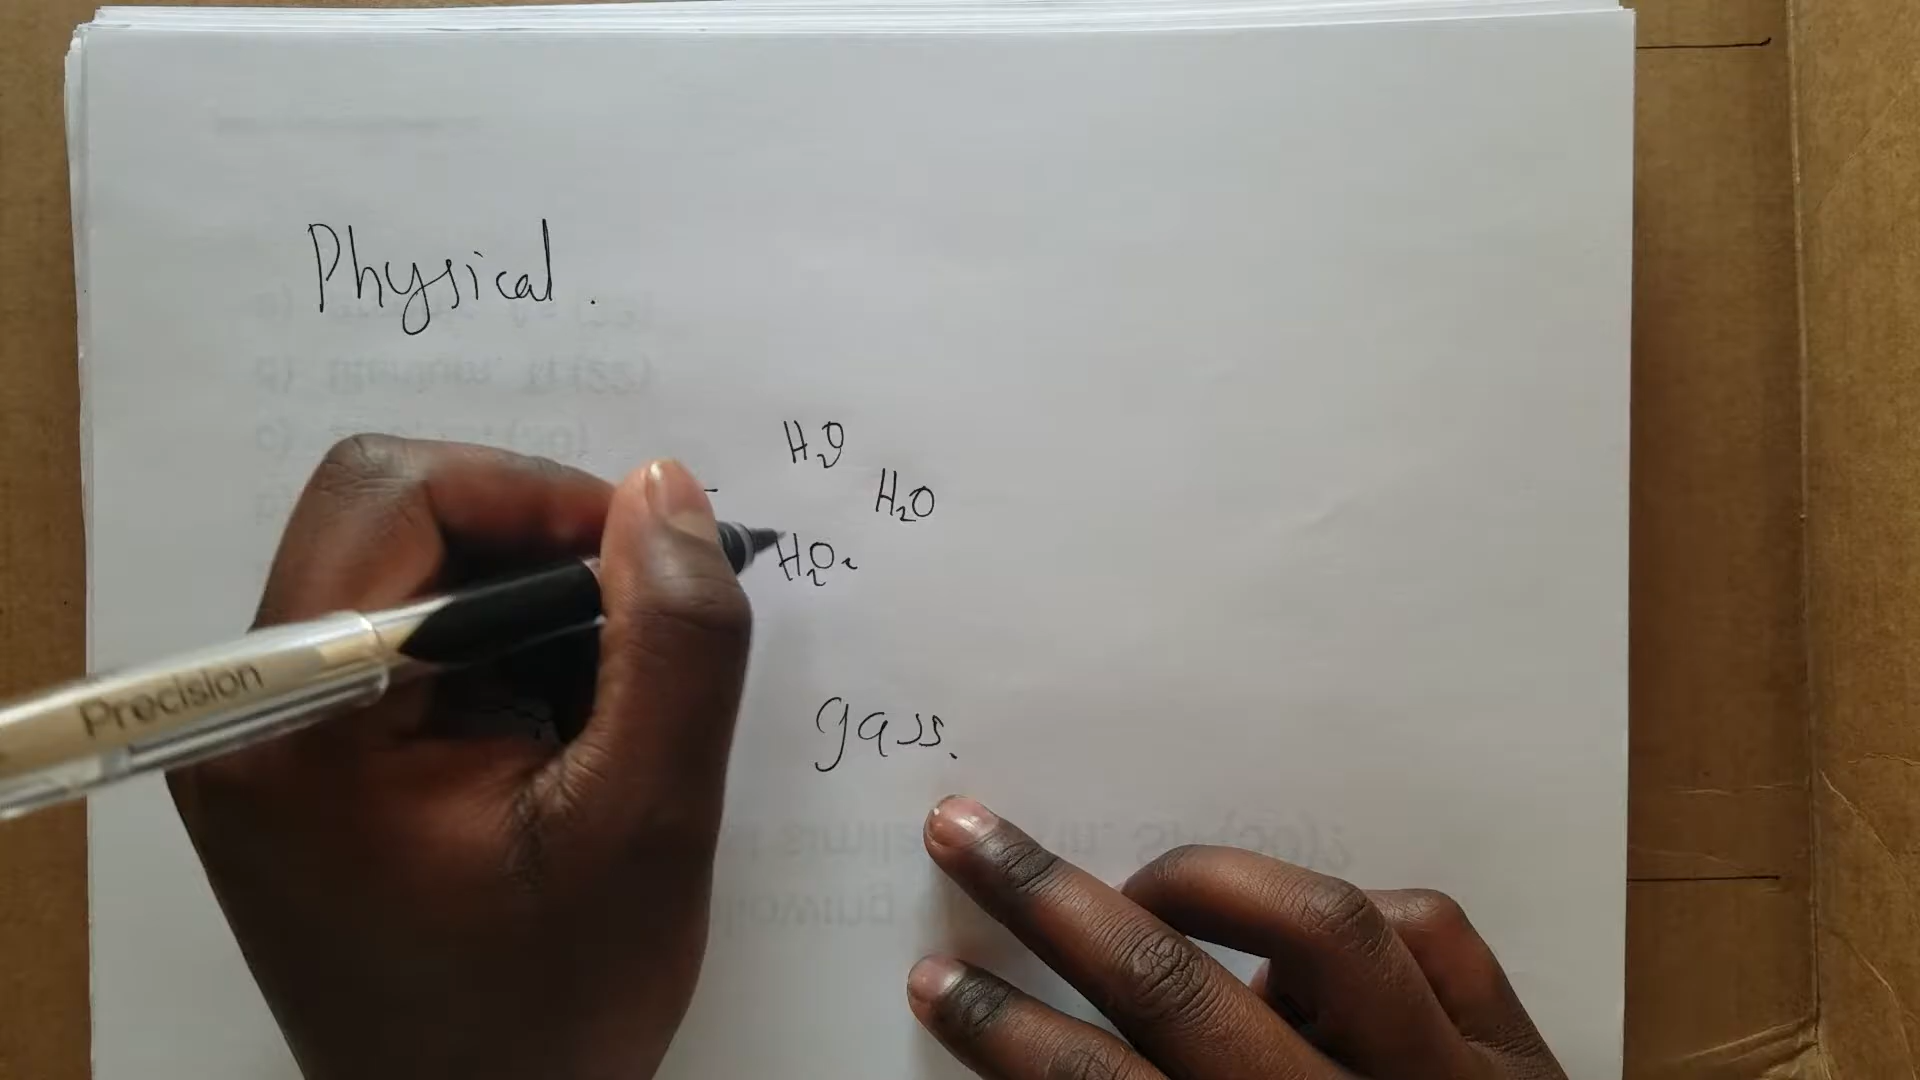 Physical.
H2O
H2O
H2O
gass.
Precision